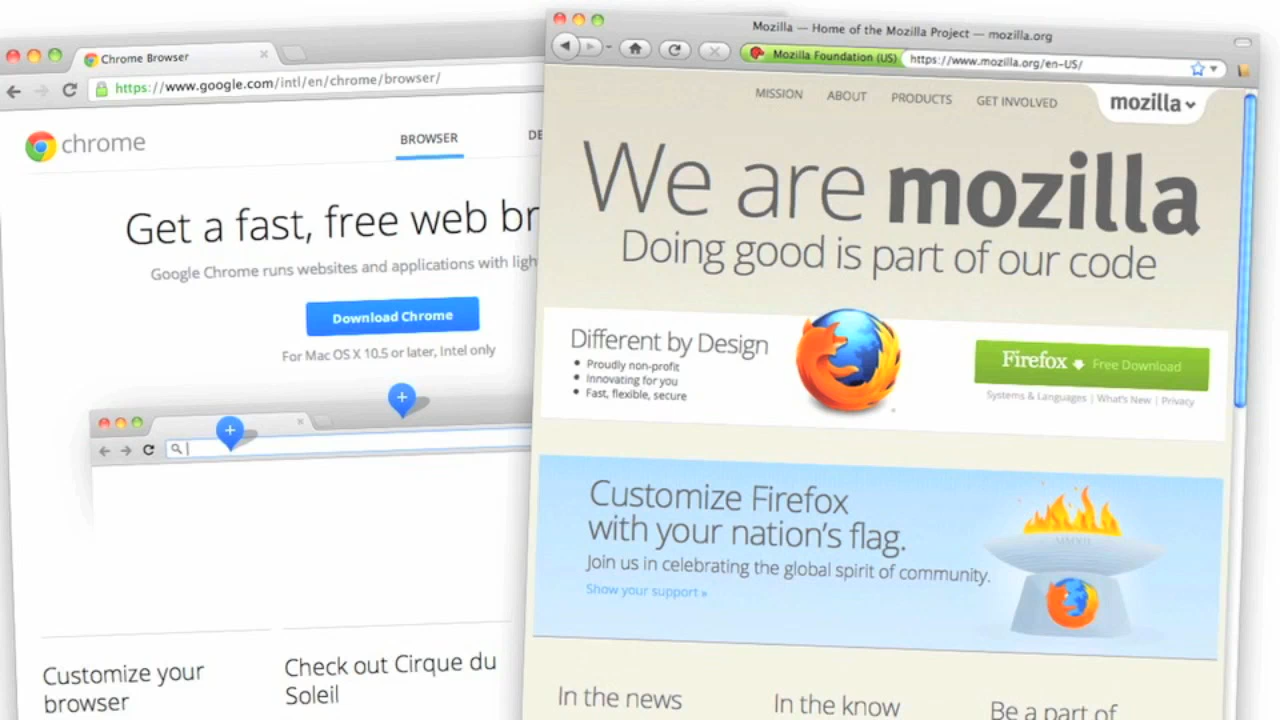 Chrome Browser
https://www.google.com/intl/en/chrome/browser/
chrome
BROWSER
DE
Get a fast, free web br
Google Chrome runs websites and applications with ligh
Download Chrome
For Mac OS X 10.5 or later, Intel only
Customize your
browser
Check out Cirque du
Soleil
Mozilla — Home of the Mozilla Project — mozilla.org
Mozilla Foundation (US) https://www.mozilla.org/en-US/
MISSION ABOUT PRODUCTS GET INVOLVED mozilla
We are mozilla
Doing good is part of our code
Different by Design
• Proudly non-profit
• Innovating for you
• Fast, flexible, secure
Firefox Free Download
Systems & Languages | What's New | Privacy
Customize Firefox
with your nation's flag.
Join us in celebrating the global spirit of community.
Show your support »
MMXII
In the news
In the know
Be a part of